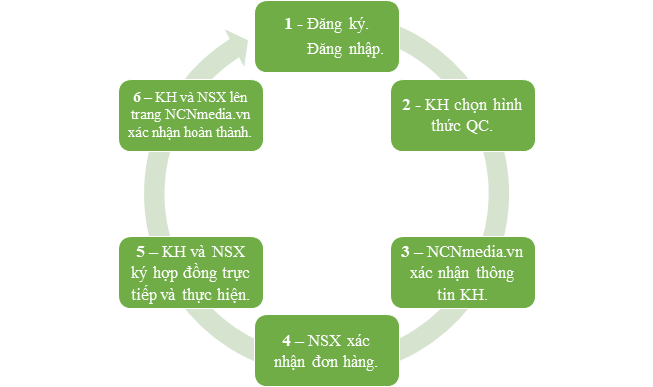 1 - Đăng ký.
Đăng nhập.
2 - KH chọn hình
thức QC.
3 – NCNmedia.vn
xác nhận thông
tin KH.
4 – NSX xác
nhận đơn hàng.
5 – KH và NSX
ký hợp đồng trực
tiếp và thực hiện.
6 – KH và NSX lên
trang NCNmedia.vn
xác nhận hoàn thành.